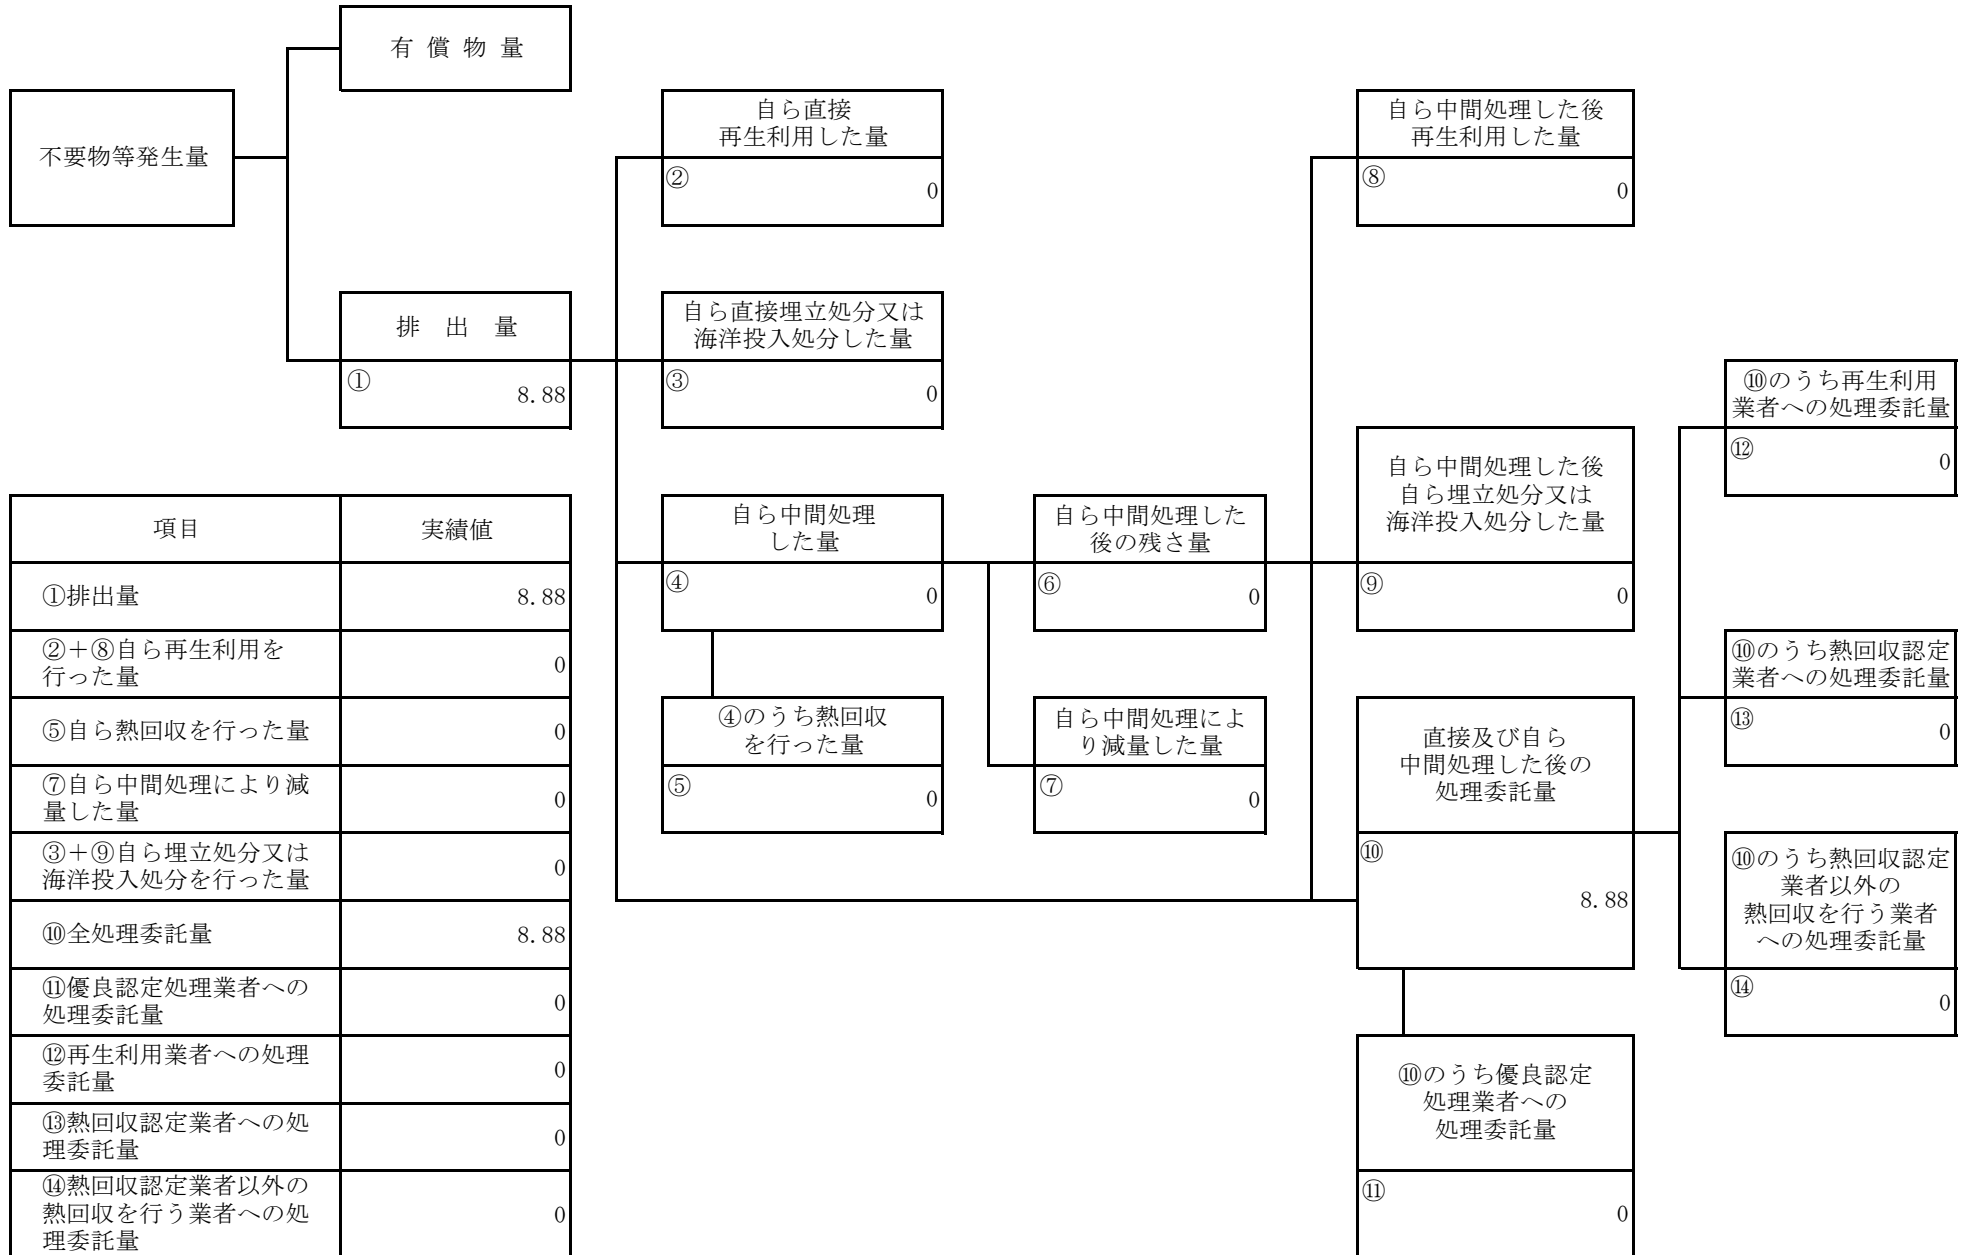 有 償 物 量
不要物等発生量
排 出 量
①
8.88
自ら直接
再生利用した量
②
0
自ら直接埋立処分又は
海洋投入処分した量
③
0
自ら中間処理
した量
④
0
④のうち熱回収
を行った量
⑤
0
自ら中間処理した
後の残さ量
⑥
0
自ら中間処理によ
り減量した量
⑦
0
自ら中間処理した後
再生利用した量
⑧
0
自ら中間処理した後
自ら埋立処分又は
海洋投入処分した量
⑨
0
直接及び自ら
中間処理した後の
処理委託量
⑩
8.88
⑩のうち優良認定
処理業者への
処理委託量
⑪
0
⑩のうち再生利用
業者への処理委託量
⑫
0
⑩のうち熱回収認定
業者への処理委託量
⑬
0
⑩のうち熱回収認定
業者以外の
熱回収を行う業者
への処理委託量
⑭
0
項目 実績値
①排出量 8.88
②+⑧自ら再生利用を
行った量
0
⑤自ら熱回収を行った量 0
⑦自ら中間処理により減
量した量
0
③+⑨自ら埋立処分又は
海洋投入処分を行った量
0
⑩全処理委託量 8.88
⑪優良認定処理業者への
処理委託量
0
⑫再生利用業者への処理
委託量
0
⑬熱回収認定業者への処
理委託量
0
⑭熱回収認定業者以外の
熱回収を行う業者への処
理委託量
0